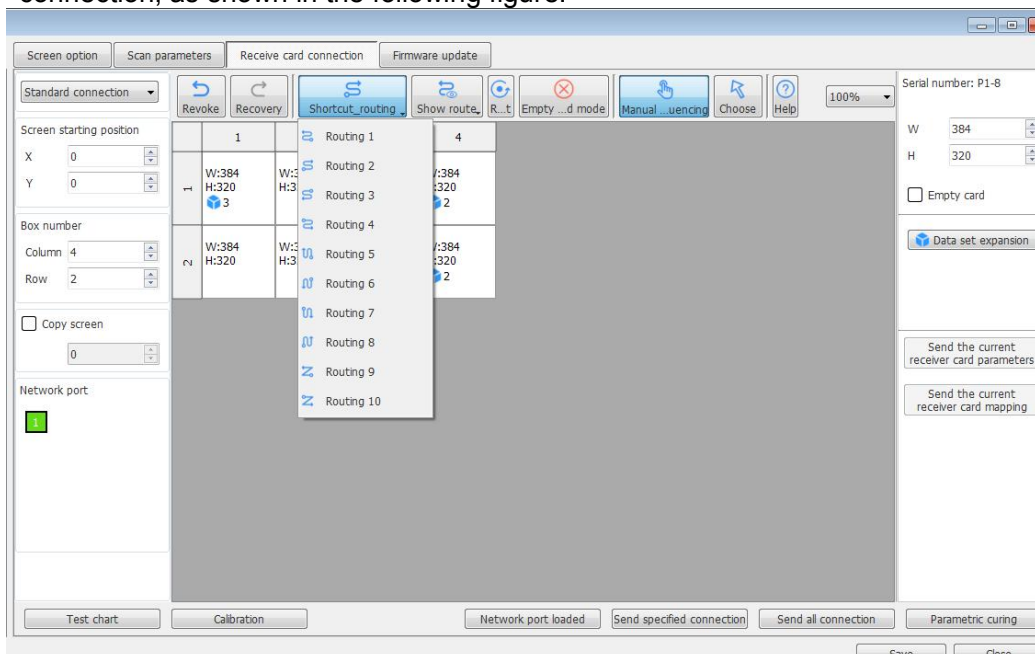 connection, as shown in the following figure.
Screen option Scan parameters Receive card connection Firmware update
Standard connection
Revoke Recovery Shortcut_routing Show route R...t Empty ...d mode Manual ...uencing Choose Help 100%
Serial number: P1-8
W 384
H 320
Empty card
Data set expansion
Send the current
receiver card parameters
Send the current
receiver card mapping
Screen starting position
X 0
Y 0
Box number
Column 4
Row 2
Copy screen
0
Network port
1
1 4
1
W:384
H:320
3
:384
:320
2
2
W:384
H:320
:384
:320
2
Routing 1
Routing 2
Routing 3
Routing 4
Routing 5
Routing 6
Routing 7
Routing 8
Routing 9
Routing 10
Test chart Calibration Network port loaded Send specified connection Send all connection Parametric curing
Save Close